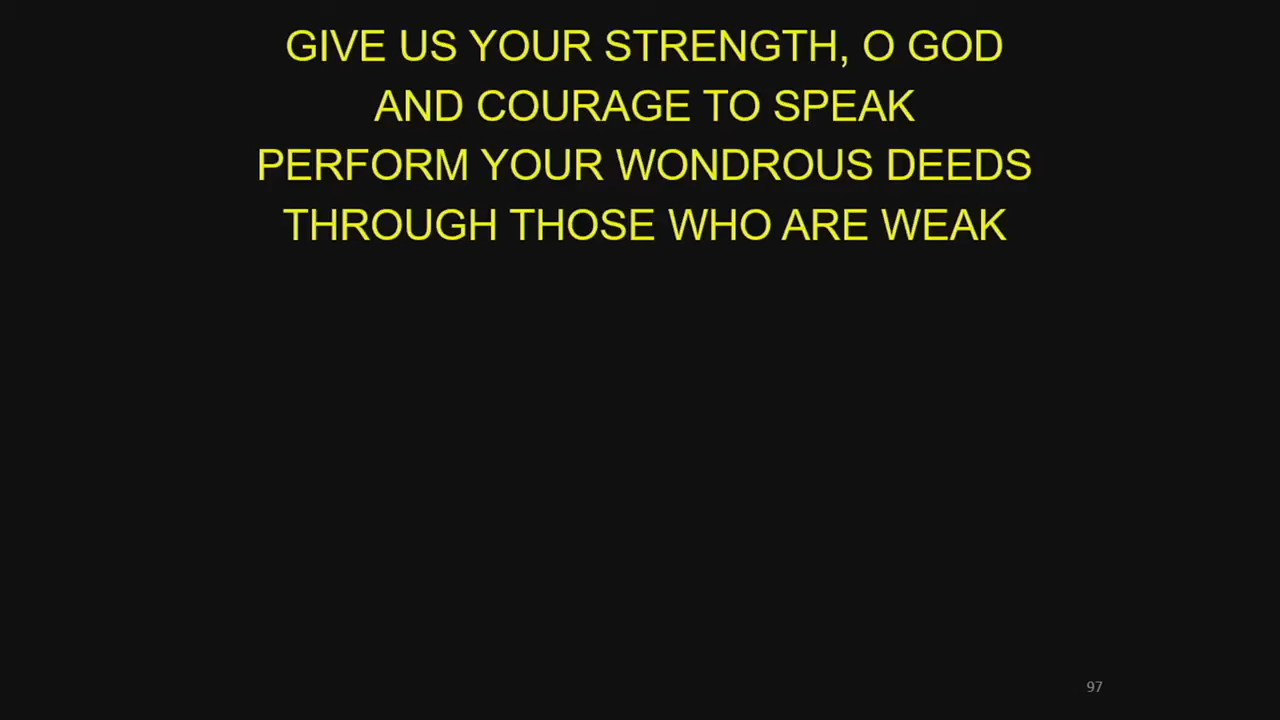 GIVE US YOUR STRENGTH, O GOD
AND COURAGE TO SPEAK
PERFORM YOUR WONDROUS DEEDS
THROUGH THOSE WHO ARE WEAK
97